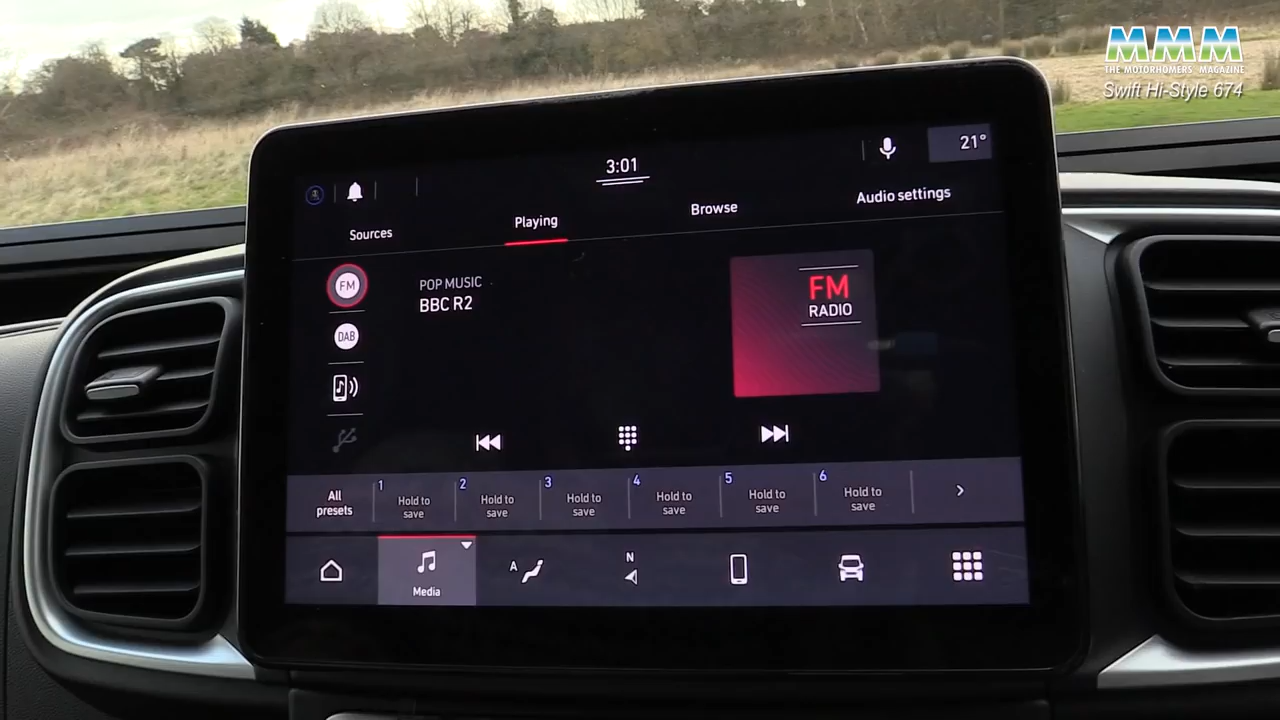 MMM
THE MOTORHOMERS MAGAZINE
Swift Hi-Style 674
3:01
21°
Sources
Playing
Browse
Audio settings
FM
DAB
POP MUSIC
BBC R2
FM
RADIO
All
presets
1
Hold to
save
2
Hold to
save
3
Hold to
save
4
Hold to
save
5
Hold to
save
6
Hold to
save
Media
A
N